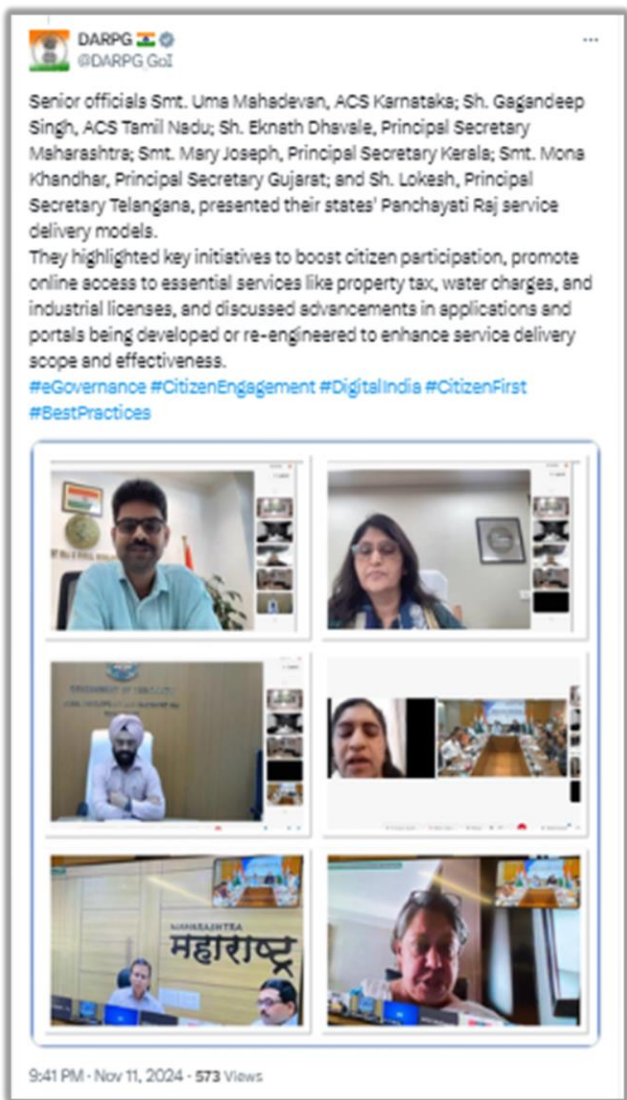 DARPG
@DARPG_GoI
Senior officials Smt. Uma Mahadevan, ACS Karnataka; Sh. Gagandeep
Singh, ACS Tamil Nadu; Sh. Eknath Dhavale, Principal Secretary
Maharashtra; Smt. Mary Joseph, Principal Secretary Kerala; Smt. Mona
Khandhar, Principal Secretary Gujarat; and Sh. Lokesh, Principal
Secretary Telangana, presented their states' Panchayati Raj service
delivery models.
They highlighted key initiatives to boost citizen participation, promote
online access to essential services like property tax, water charges, and
industrial licenses, and discussed advancements in applications and
portals being developed or re-engineered to enhance service delivery
scope and effectiveness.
#eGovernance #CitizenEngagement #DigitalIndia #CitizenFirst
#BestPractices
GOVERNMENT OF
MAHARASHTRA
महाराष्ट्र
9:41 PM · Nov 11, 2024 · 573 Views